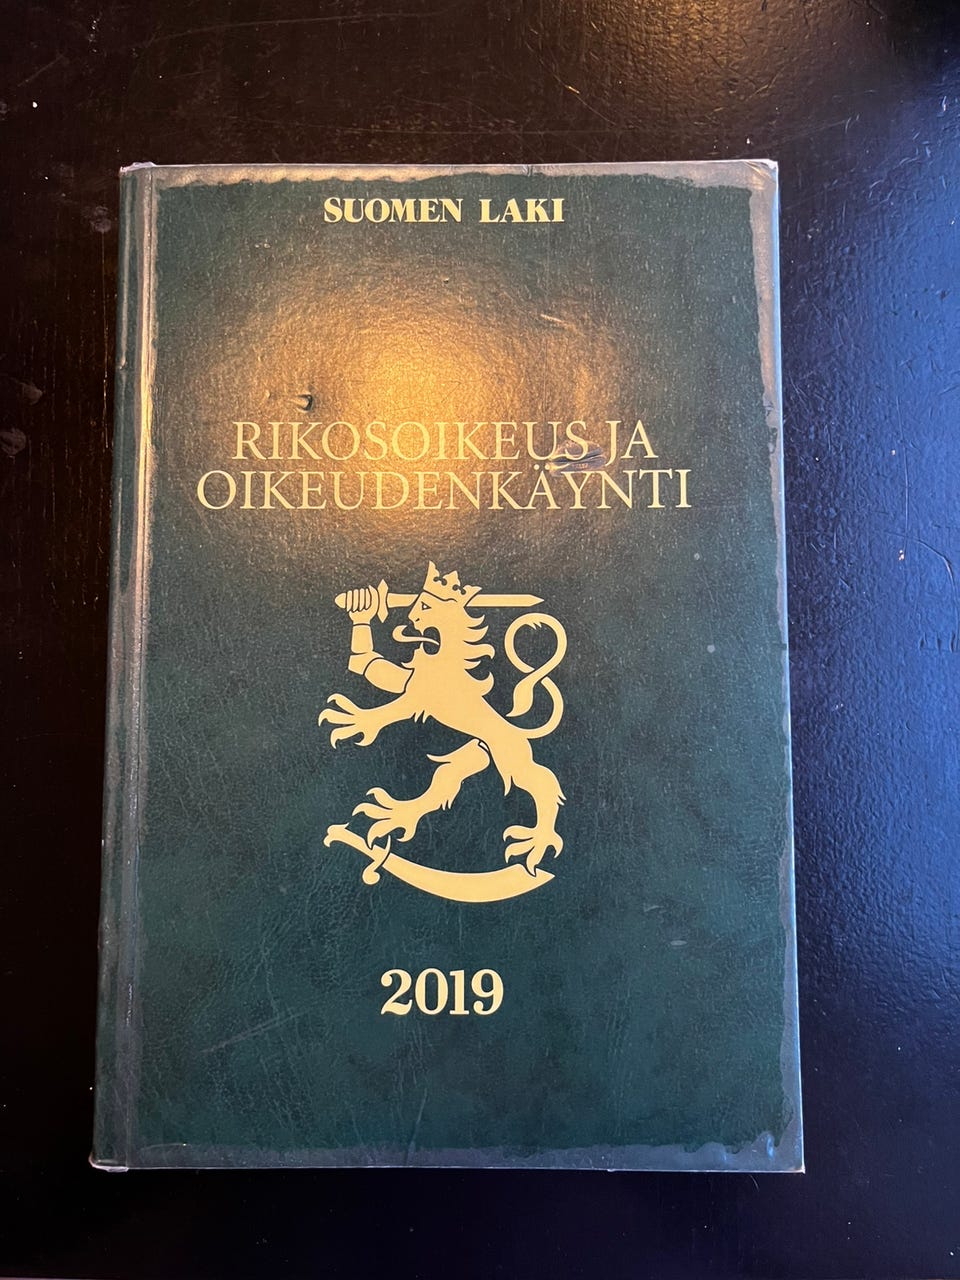 SUOMEN LAKI
RIKOSOIKEUS JA
OIKEUDENKÄYNTI
2019